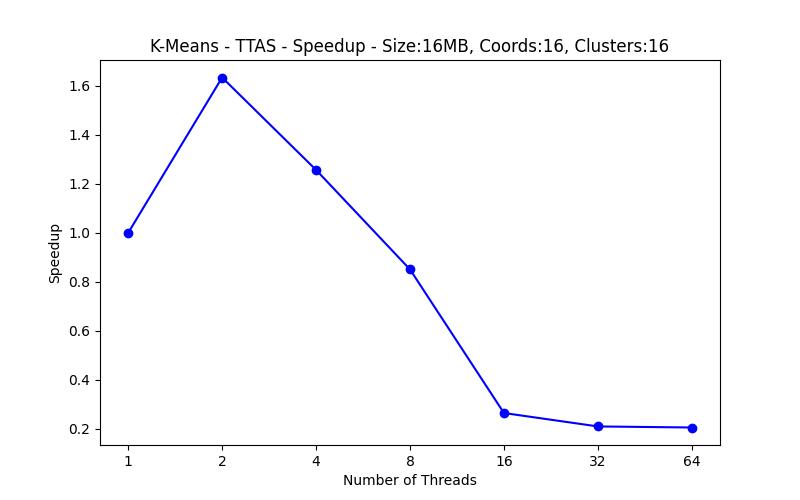 K-Means - TTAS - Speedup - Size:16MB, Coords:16, Clusters:16
1.6
1.4
1.2
1.0
0.8
0.6
0.4
0.2
Speedup
1 2 4 8 16 32 64
Number of Threads